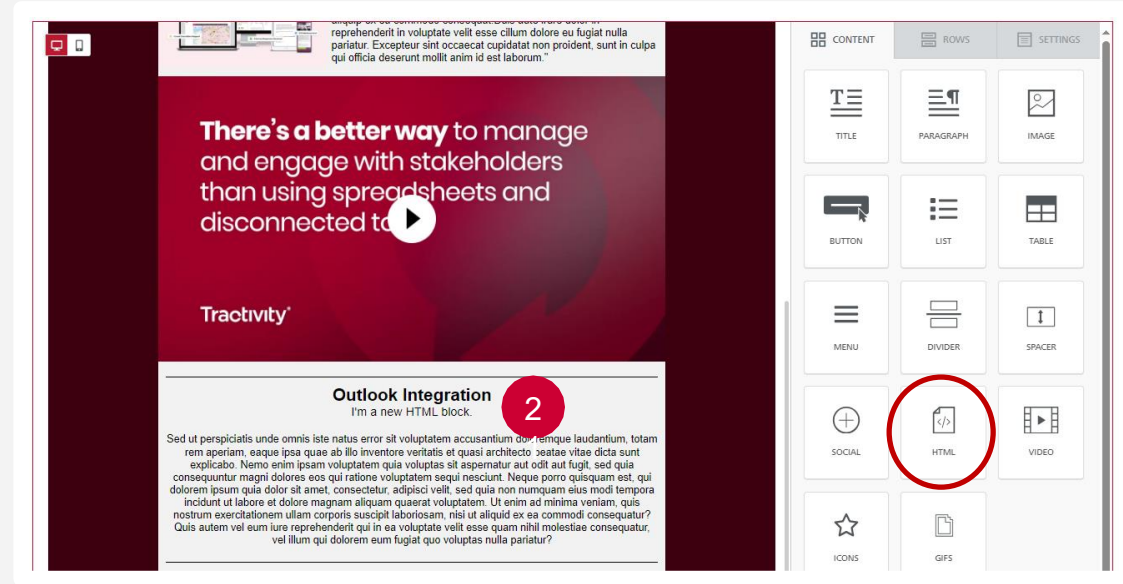 aliquip ex ea commodo consequat.Duis aute irure dolor in
reprehenderit in voluptate velit esse cillum dolore eu fugiat nulla
pariatur. Excepteur sint occaecat cupidatat non proident, sunt in culpa
qui officia deserunt mollit anim id est laborum."
There's a better way to manage
and engage with stakeholders
than using spreadsheets and
disconnected
Tractivity
Outlook Integration
I'm a new HTML block.
2
Sed ut perspiciatis unde omnis iste natus error sit voluptatem accusantium doloremque laudantium, totam
rem aperiam, eaque ipsa quae ab illo inventore veritatis et quasi architecto beatae vitae dicta sunt
explicabo. Nemo enim ipsam voluptatem quia voluptas sit aspernatur aut odit aut fugit, sed quia
consequuntur magni dolores eos qui ratione voluptatem sequi nesciunt. Neque porro quisquam est, qui
dolorem ipsum quia dolor sit amet, consectetur, adipisci velit, sed quia non numquam eius modi tempora
incidunt ut labore et dolore magnam aliquam quaerat voluptatem. Ut enim ad minima veniam, quis
nostrum exercitationem ullam corporis suscipit laboriosam, nisi ut aliquid ex ea commodi consequatur?
Quis autem vel eum iure reprehenderit qui in ea voluptate velit esse quam nihil molestiae consequatur,
vel illum qui dolorem eum fugiat quo voluptas nulla pariatur?
CONTENT
ROWS
SETTINGS
TITLE
PARAGRAPH
IMAGE
BUTTON
LIST
TABLE
MENU
DIVIDER
SPACER
SOCIAL
HTML
VIDEO
ICONS
GIFS